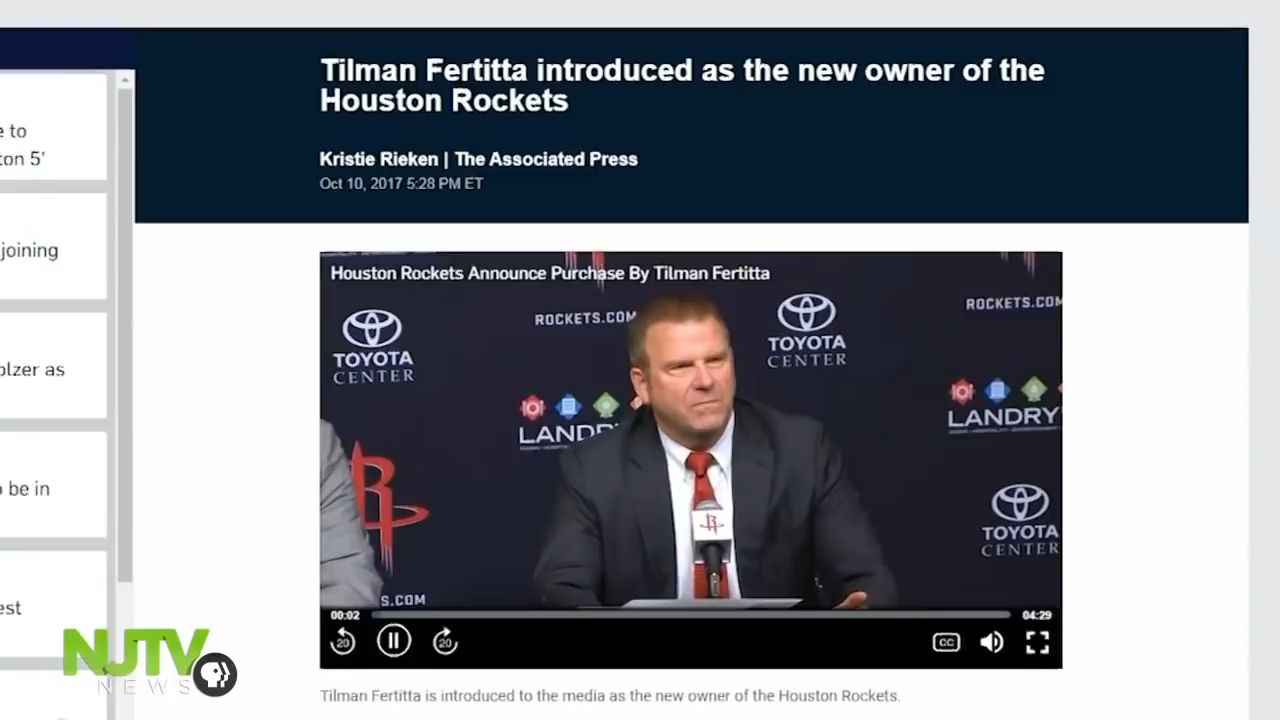 Tilman Fertitta introduced as the new owner of the
Houston Rockets
Kristie Rieken | The Associated Press
Oct 10, 2017 5:28 PM ET
e to
ton 5'
joining
olzer as
be in
est
Houston Rockets Announce Purchase By Tilman Fertitta
ROCKETS.COM
ROCKETS.COM
TOYOTA
CENTER
TOYOTA
CENTER
LANDRY
LANDRY
TOYOTA
CENTER
R
R
S.COM
00:02
04:29
20
20
CC
NJTV
NEWS
Tilman Fertitta is introduced to the media as the new owner of the Houston Rockets.